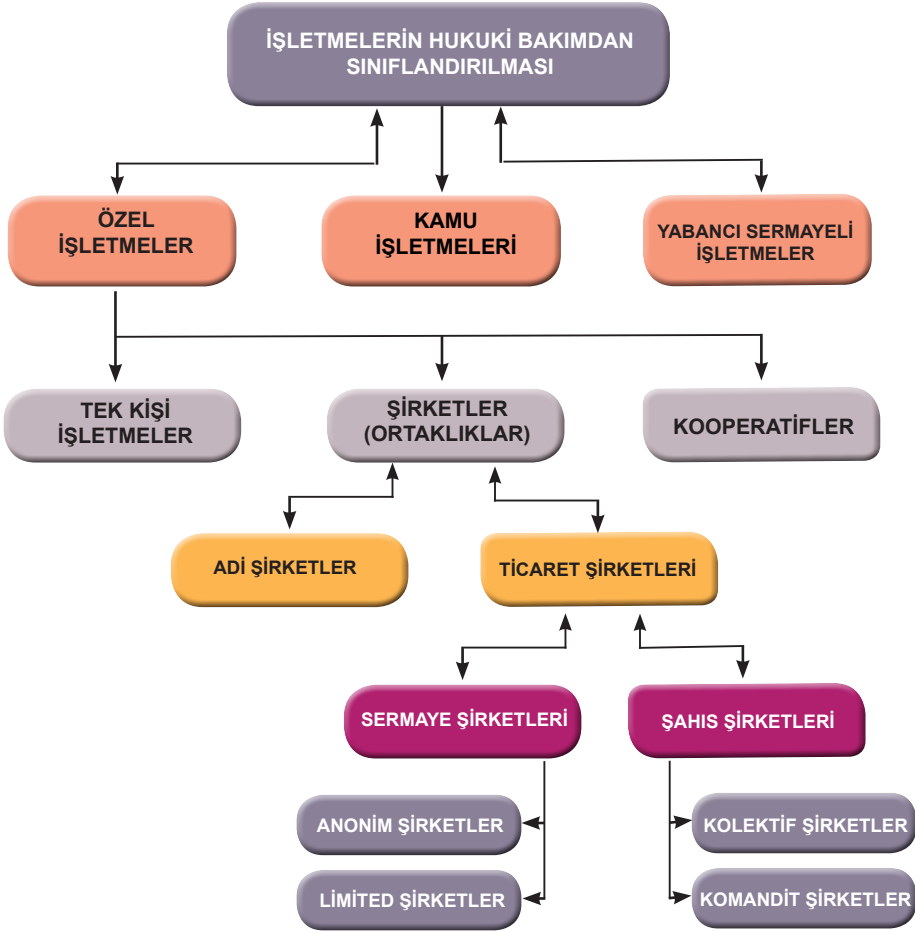 İŞLETMELERİN HUKUKİ BAKIMDAN
SINIFLANDIRILMASI
ÖZEL
İŞLETMELER
KAMU
İŞLETMELERİ
YABANCI SERMAYELİ
İŞLETMELER
TEK KİŞİ
İŞLETMELER
ŞİRKETLER
(ORTAKLIKLAR)
KOOPERATİFLER
ADİ ŞİRKETLER
TİCARET ŞİRKETLERİ
SERMAYE ŞİRKETLERİ
ŞAHIS ŞİRKETLERİ
ANONİM ŞİRKETLER
KOLEKTİF ŞİRKETLER
LİMİTED ŞİRKETLER
KOMANDİT ŞİRKETLER